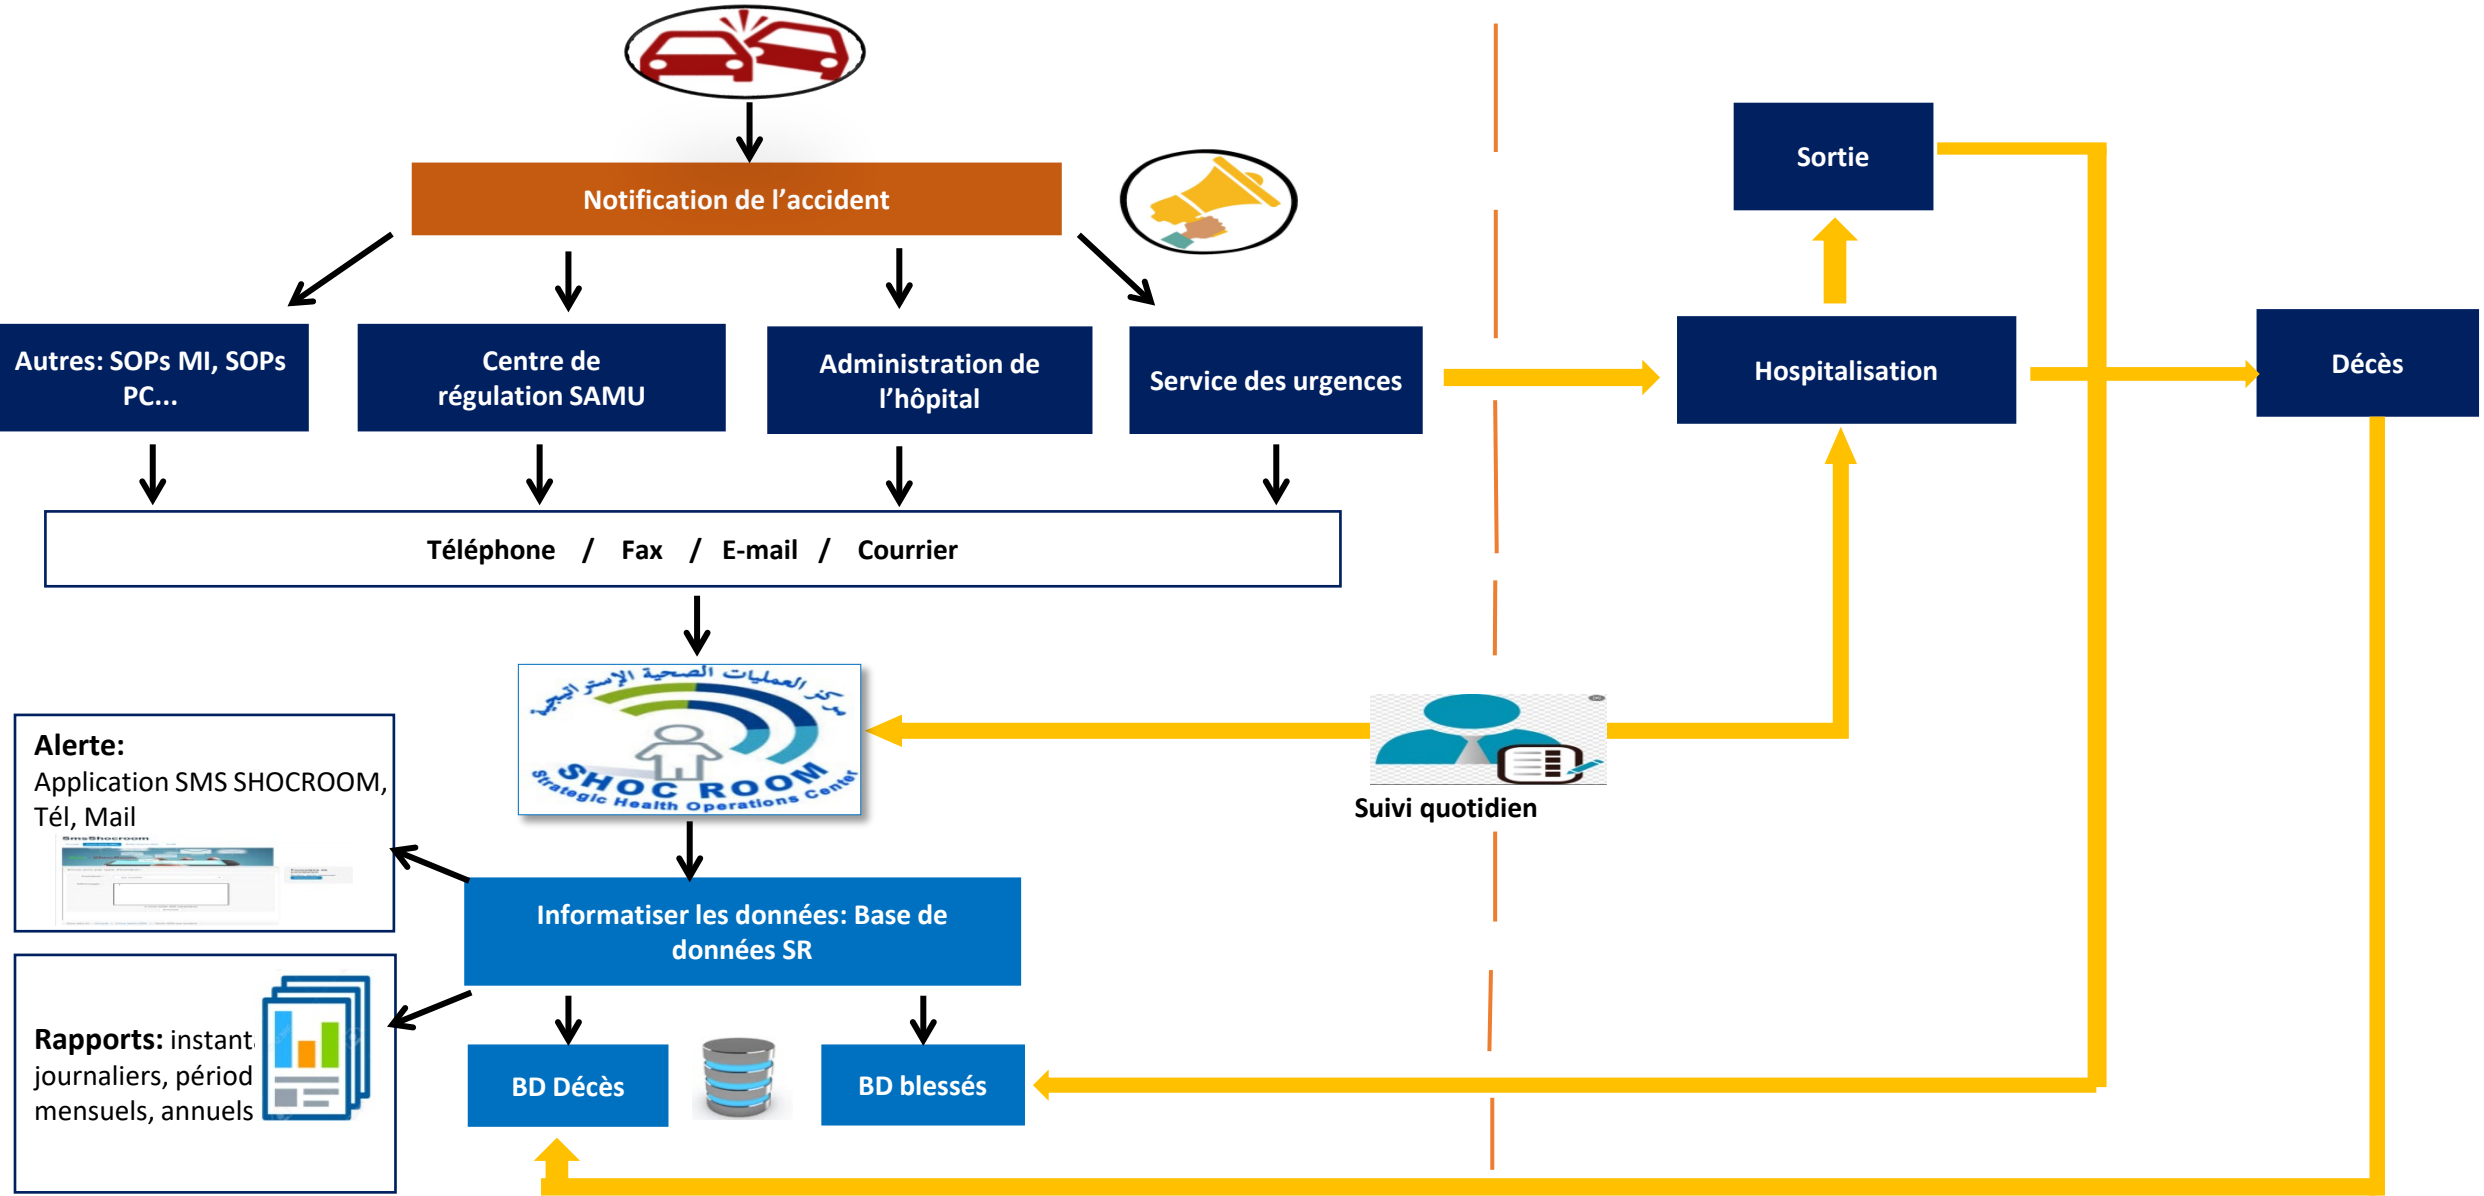 Notification de l’accident
Sortie
Autres: SOPs MI, SOPs
PC...
Centre de
régulation SAMU
Administration de
l’hôpital
Service des urgences
Hospitalisation
Décès
Téléphone / Fax / E-mail / Courrier
مركز العمليات الصحية الإستراتيجية
SHOC ROOM
Strategic Health Operations Center
Suivi quotidien
Alerte:
Application SMS SHOCROOM,
Tél, Mail
SmsShocroom
Informatiser les données: Base de
données SR
Rapports: instant
journaliers, périod
mensuels, annuels
BD Décès
BD blessés